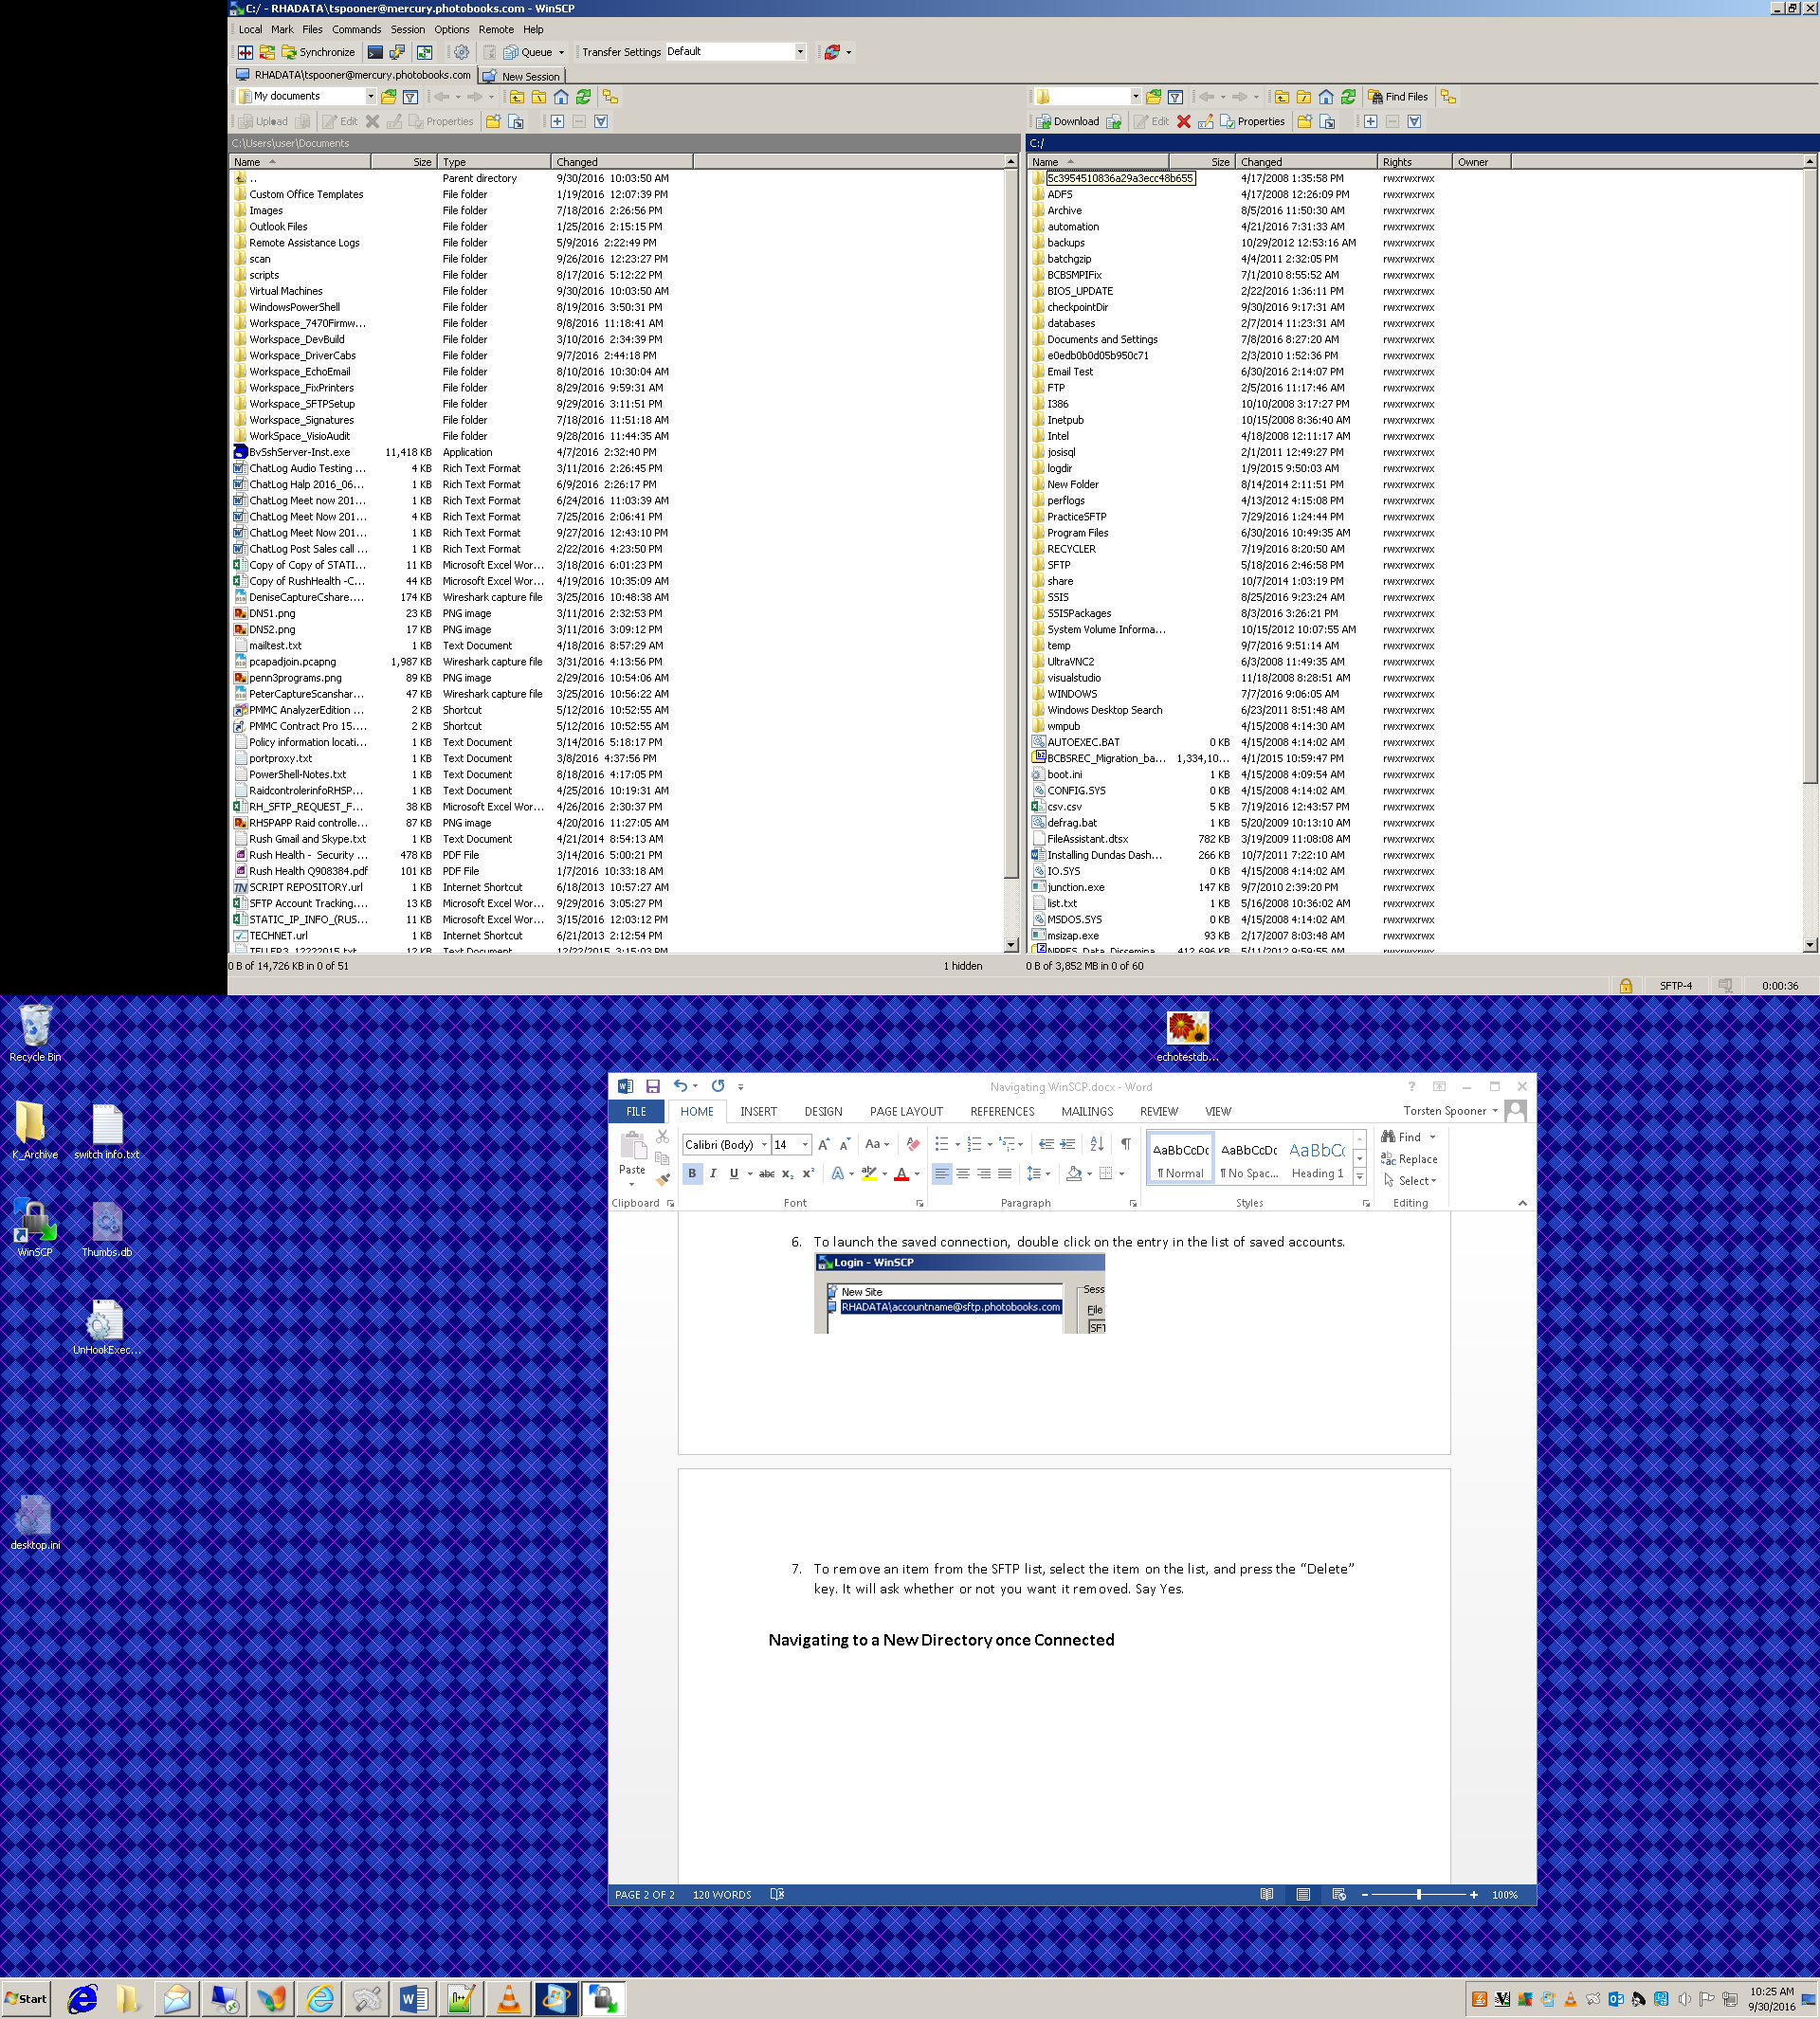 C:/ - RHADATA\tspooner@mercury.photobooks.com - WinSCP
Local Mark Files Commands Session Options Remote Help
Synchronize Queue Transfer Settings Default
RHADATA\tspooner@mercury.photobooks.com New Session
My documents Find Files
Upload Edit Properties Download Edit Properties
C:\Users\user\Documents
Name Size Type Changed
.. Parent directory 9/30/2016 10:03:50 AM
Custom Office Templates File folder 1/19/2016 12:07:39 PM
Images File folder 7/18/2016 2:26:56 PM
Outlook Files File folder 1/25/2016 2:15:15 PM
Remote Assistance Logs File folder 5/9/2016 2:22:49 PM
scan File folder 9/26/2016 12:23:27 PM
scripts File folder 8/17/2016 5:12:22 PM
Virtual Machines File folder 9/30/2016 10:03:50 AM
WindowsPowerShell File folder 8/19/2016 3:50:31 PM
Workspace_7470Firmw... File folder 9/8/2016 11:18:41 AM
Workspace_DevBuild File folder 3/10/2016 2:34:39 PM
Workspace_DriverCabs File folder 9/7/2016 2:44:18 PM
Workspace_EchoEmail File folder 8/10/2016 10:30:04 AM
Workspace_FixPrinters File folder 8/29/2016 9:59:31 AM
Workspace_SFTPSetup File folder 9/29/2016 3:11:51 PM
Workspace_Signatures File folder 7/18/2016 11:51:18 AM
WorkSpace_VisioAudit File folder 9/28/2016 11:44:35 AM
BvSshServer-Inst.exe 11,418 KB Application 4/7/2016 2:32:40 PM
ChatLog Audio Testing ... 4 KB Rich Text Format 3/11/2016 2:26:45 PM
ChatLog Halp 2016_06... 1 KB Rich Text Format 6/9/2016 2:26:17 PM
ChatLog Meet now 201... 1 KB Rich Text Format 6/24/2016 11:03:39 AM
ChatLog Meet Now 201... 4 KB Rich Text Format 7/25/2016 2:06:41 PM
ChatLog Meet Now 201... 1 KB Rich Text Format 9/27/2016 12:43:10 PM
ChatLog Post Sales call ... 1 KB Rich Text Format 2/22/2016 4:23:50 PM
Copy of Copy of STATI... 11 KB Microsoft Excel Wor... 3/18/2016 6:01:23 PM
Copy of RushHealth -C... 44 KB Microsoft Excel Wor... 4/19/2016 10:35:09 AM
DeniseCaptureCshare.... 174 KB Wireshark capture file 3/25/2016 10:48:38 AM
DNS1.png 23 KB PNG image 3/11/2016 2:32:53 PM
DNS2.png 17 KB PNG image 3/11/2016 3:09:12 PM
mailtest.txt 1 KB Text Document 4/18/2016 8:57:29 AM
pcapadjoin.pcapng 1,987 KB Wireshark capture file 3/31/2016 4:13:56 PM
penn3programs.png 89 KB PNG image 2/29/2016 10:54:06 AM
PeterCaptureScanshar... 47 KB Wireshark capture file 3/25/2016 10:56:22 AM
PMMC AnalyzerEdition ... 2 KB Shortcut 5/12/2016 10:52:55 AM
PMMC Contract Pro 15.... 2 KB Shortcut 5/12/2016 10:52:55 AM
Policy information locati... 1 KB Text Document 3/14/2016 5:18:17 PM
portproxy.txt 1 KB Text Document 3/8/2016 4:37:56 PM
PowerShell-Notes.txt 1 KB Text Document 8/18/2016 4:17:05 PM
RaidcontrolerinfoRHSP... 1 KB Text Document 4/25/2016 10:19:31 AM
RH_SFTP_REQUEST_F... 38 KB Microsoft Excel Wor... 4/26/2016 2:30:37 PM
RHSPAPP Raid controlle... 87 KB PNG image 4/20/2016 11:27:05 AM
Rush Gmail and Skype.txt 1 KB Text Document 4/21/2014 8:54:13 AM
Rush Health - Security ... 478 KB PDF File 3/14/2016 5:00:21 PM
Rush Health Q908384.pdf 101 KB PDF File 1/7/2016 10:33:18 AM
SCRIPT REPOSITORY.url 1 KB Internet Shortcut 6/18/2013 10:57:27 AM
SFTP Account Tracking.... 13 KB Microsoft Excel Wor... 9/29/2016 3:05:27 PM
STATIC_IP_INFO_(RUS... 11 KB Microsoft Excel Wor... 3/15/2016 12:03:12 PM
TECHNET.url 1 KB Internet Shortcut 6/21/2013 2:12:54 PM
TELLER3_12222015.txt 12 KB Text Document 12/22/2015 3:15:03 PM
0 B of 14,726 KB in 0 of 51 1 hidden
C:/
Name Size Changed Rights Owner
5c3954510836a29a3ecc48b655 4/17/2008 1:35:58 PM rwxrwxrwx
ADFS 4/17/2008 12:26:09 PM rwxrwxrwx
Archive 8/5/2016 11:50:30 AM rwxrwxrwx
automation 4/21/2016 7:31:33 AM rwxrwxrwx
backups 10/29/2012 12:53:16 AM rwxrwxrwx
batchgzip 4/4/2011 2:32:05 PM rwxrwxrwx
BCBSMPIFix 7/1/2010 8:55:52 AM rwxrwxrwx
BIOS_UPDATE 2/22/2016 1:36:11 PM rwxrwxrwx
checkpointDir 9/30/2016 9:17:31 AM rwxrwxrwx
databases 2/7/2014 11:23:31 AM rwxrwxrwx
Documents and Settings 7/8/2016 8:27:20 AM rwxrwxrwx
e0edb0b0d05b950c71 2/3/2010 1:52:36 PM rwxrwxrwx
Email Test 6/30/2016 2:14:07 PM rwxrwxrwx
FTP 2/5/2016 11:17:46 AM rwxrwxrwx
I386 10/10/2008 3:17:27 PM rwxrwxrwx
Inetpub 10/15/2008 8:36:40 AM rwxrwxrwx
Intel 4/18/2008 12:11:17 AM rwxrwxrwx
josisql 2/1/2011 12:49:27 PM rwxrwxrwx
logdir 1/9/2015 9:50:03 AM rwxrwxrwx
New Folder 8/14/2014 2:11:51 PM rwxrwxrwx
perflogs 4/13/2012 4:15:08 PM rwxrwxrwx
PracticeSFTP 7/29/2016 1:24:44 PM rwxrwxrwx
Program Files 6/30/2016 10:49:35 AM rwxrwxrwx
RECYCLER 7/19/2016 8:20:50 AM rwxrwxrwx
SFTP 5/18/2016 2:46:58 PM rwxrwxrwx
share 10/7/2014 1:03:19 PM rwxrwxrwx
SSIS 8/25/2016 9:23:24 AM rwxrwxrwx
SSISPackages 8/3/2016 3:26:21 PM rwxrwxrwx
System Volume Informa... 10/15/2012 10:07:55 AM rwxrwxrwx
temp 9/7/2016 9:51:14 AM rwxrwxrwx
UltraVNC2 6/3/2008 11:49:35 AM rwxrwxrwx
visualstudio 11/18/2008 8:28:51 AM rwxrwxrwx
WINDOWS 7/7/2016 9:06:05 AM rwxrwxrwx
Windows Desktop Search 6/23/2011 8:51:48 AM rwxrwxrwx
wmpub 4/15/2008 4:14:30 AM rwxrwxrwx
AUTOEXEC.BAT 0 KB 4/15/2008 4:14:02 AM rwxrwxrwx
BCBSREC_Migration_ba... 1,334,10... 4/1/2015 10:59:47 PM rwxrwxrwx
boot.ini 1 KB 4/15/2008 4:09:54 AM rwxrwxrwx
CONFIG.SYS 0 KB 4/15/2008 4:14:02 AM rwxrwxrwx
csv.csv 5 KB 7/19/2016 12:43:57 PM rwxrwxrwx
defrag.bat 1 KB 5/20/2009 10:13:10 AM rwxrwxrwx
FileAssistant.dtsx 782 KB 3/19/2009 11:08:08 AM rwxrwxrwx
Installing Dundas Dash... 266 KB 10/7/2011 7:22:10 AM rwxrwxrwx
IO.SYS 0 KB 4/15/2008 4:14:02 AM rwxrwxrwx
junction.exe 147 KB 9/7/2010 2:39:20 PM rwxrwxrwx
list.txt 1 KB 5/16/2008 10:36:02 AM rwxrwxrwx
MSDOS.SYS 0 KB 4/15/2008 4:14:02 AM rwxrwxrwx
msizap.exe 93 KB 2/17/2007 8:03:48 AM rwxrwxrwx
NPPES_Data_Dissemina... 412,696 KB 5/11/2012 9:59:55 AM rwxrwxrwx
0 B of 3,852 MB in 0 of 60
SFTP-4 0:00:36
Recycle Bin
K_Archive switch info.txt
WinSCP Thumbs.db
UnHookExec...
desktop.ini
echotestdb...
Navigating WinSCP.docx - Word
FILE HOME INSERT DESIGN PAGE LAYOUT REFERENCES MAILINGS REVIEW VIEW Torsten Spooner
Paste Calibri (Body) 14 Aa Find
B I U abc x₂ x² A ab A Replace
AaBbCcDc AaBbCcDc AaBbCc
¶ Normal ¶ No Spac... Heading 1 Select
Clipboard Font Paragraph Styles Editing
6. To launch the saved connection, double click on the entry in the list of saved accounts.
Login - WinSCP
New Site Sess
RHADATA\accountname@sftp.photobooks.com File
SFT
7. To remove an item from the SFTP list, select the item on the list, and press the “Delete”
key. It will ask whether or not you want it removed. Say Yes.
Navigating to a New Directory once Connected
PAGE 2 OF 2 120 WORDS 100%
Start 10:25 AM
9/30/2016